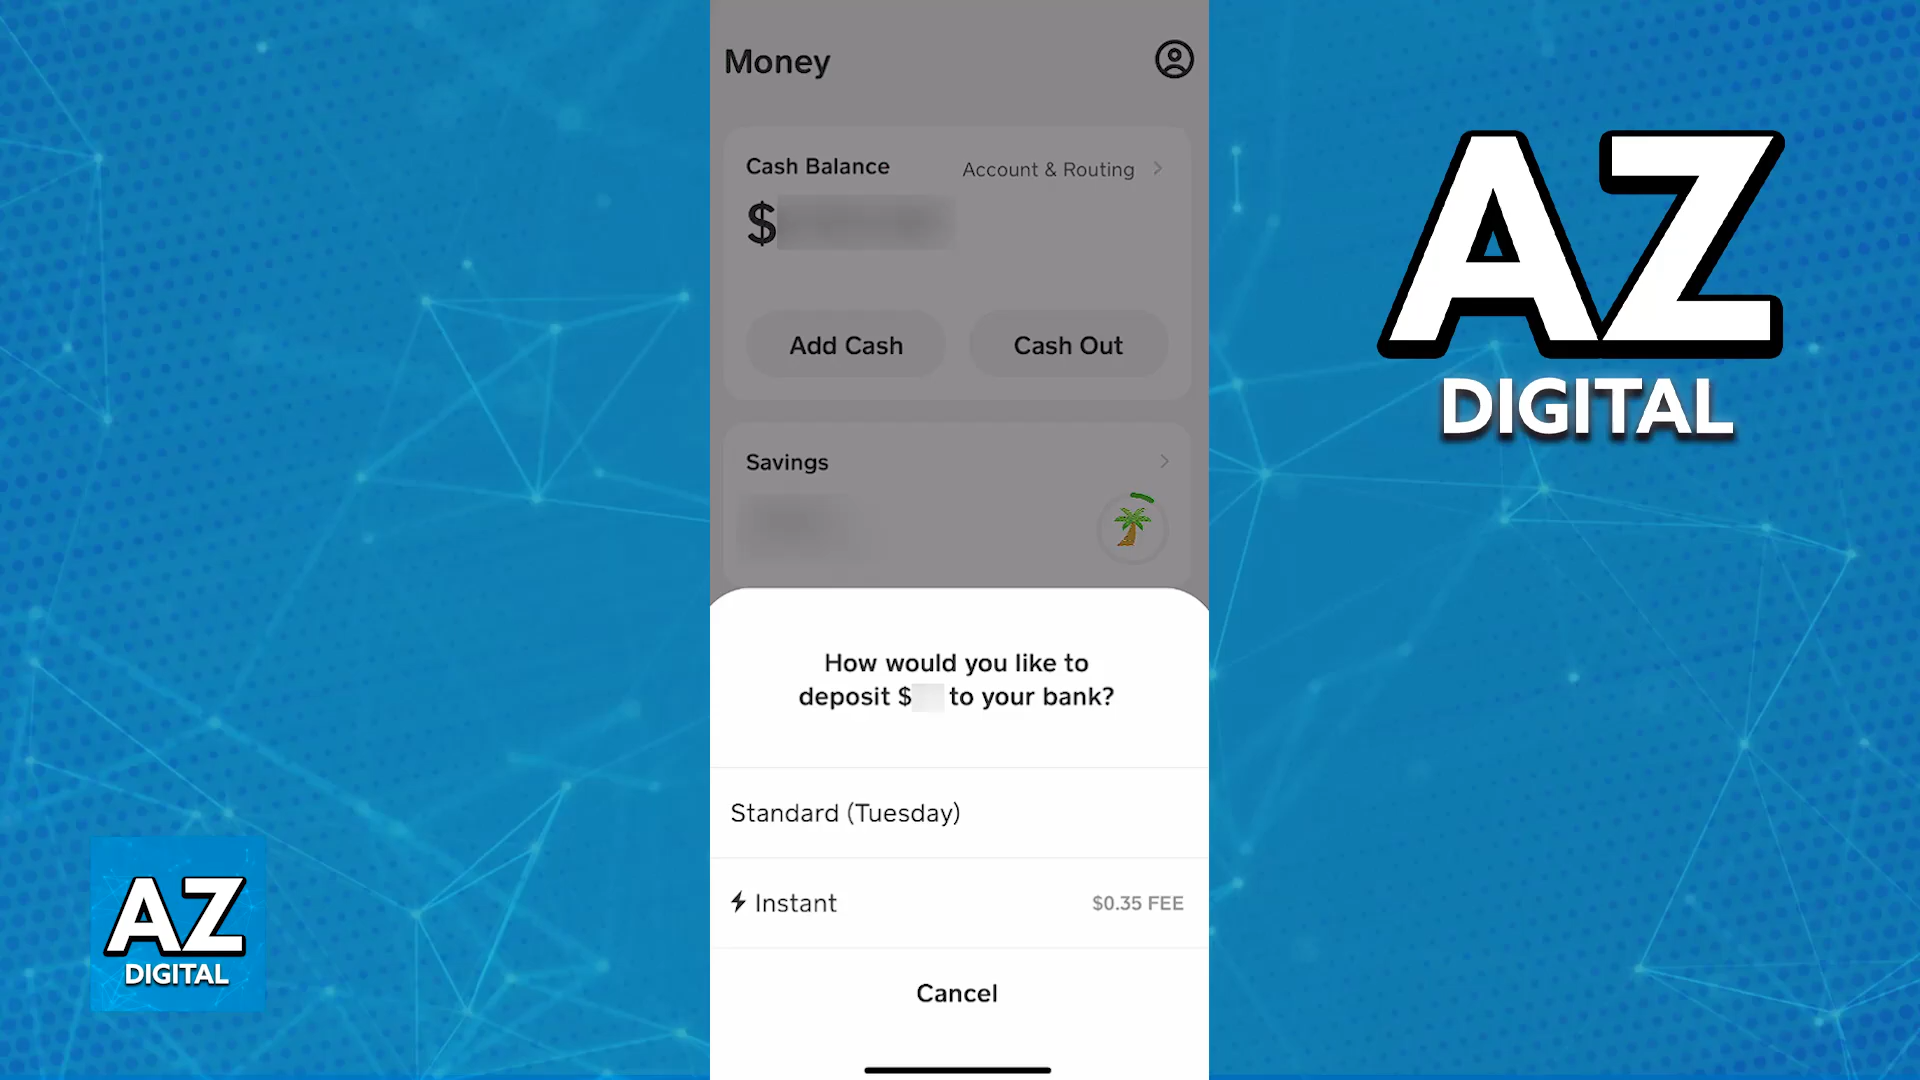 Money
Cash Balance
Account & Routing
$
Add Cash
Cash Out
Savings
How would you like to
deposit $ to your bank?
Standard (Tuesday)
Instant
$0.35 FEE
Cancel
AZ
DIGITAL
AZ
DIGITAL